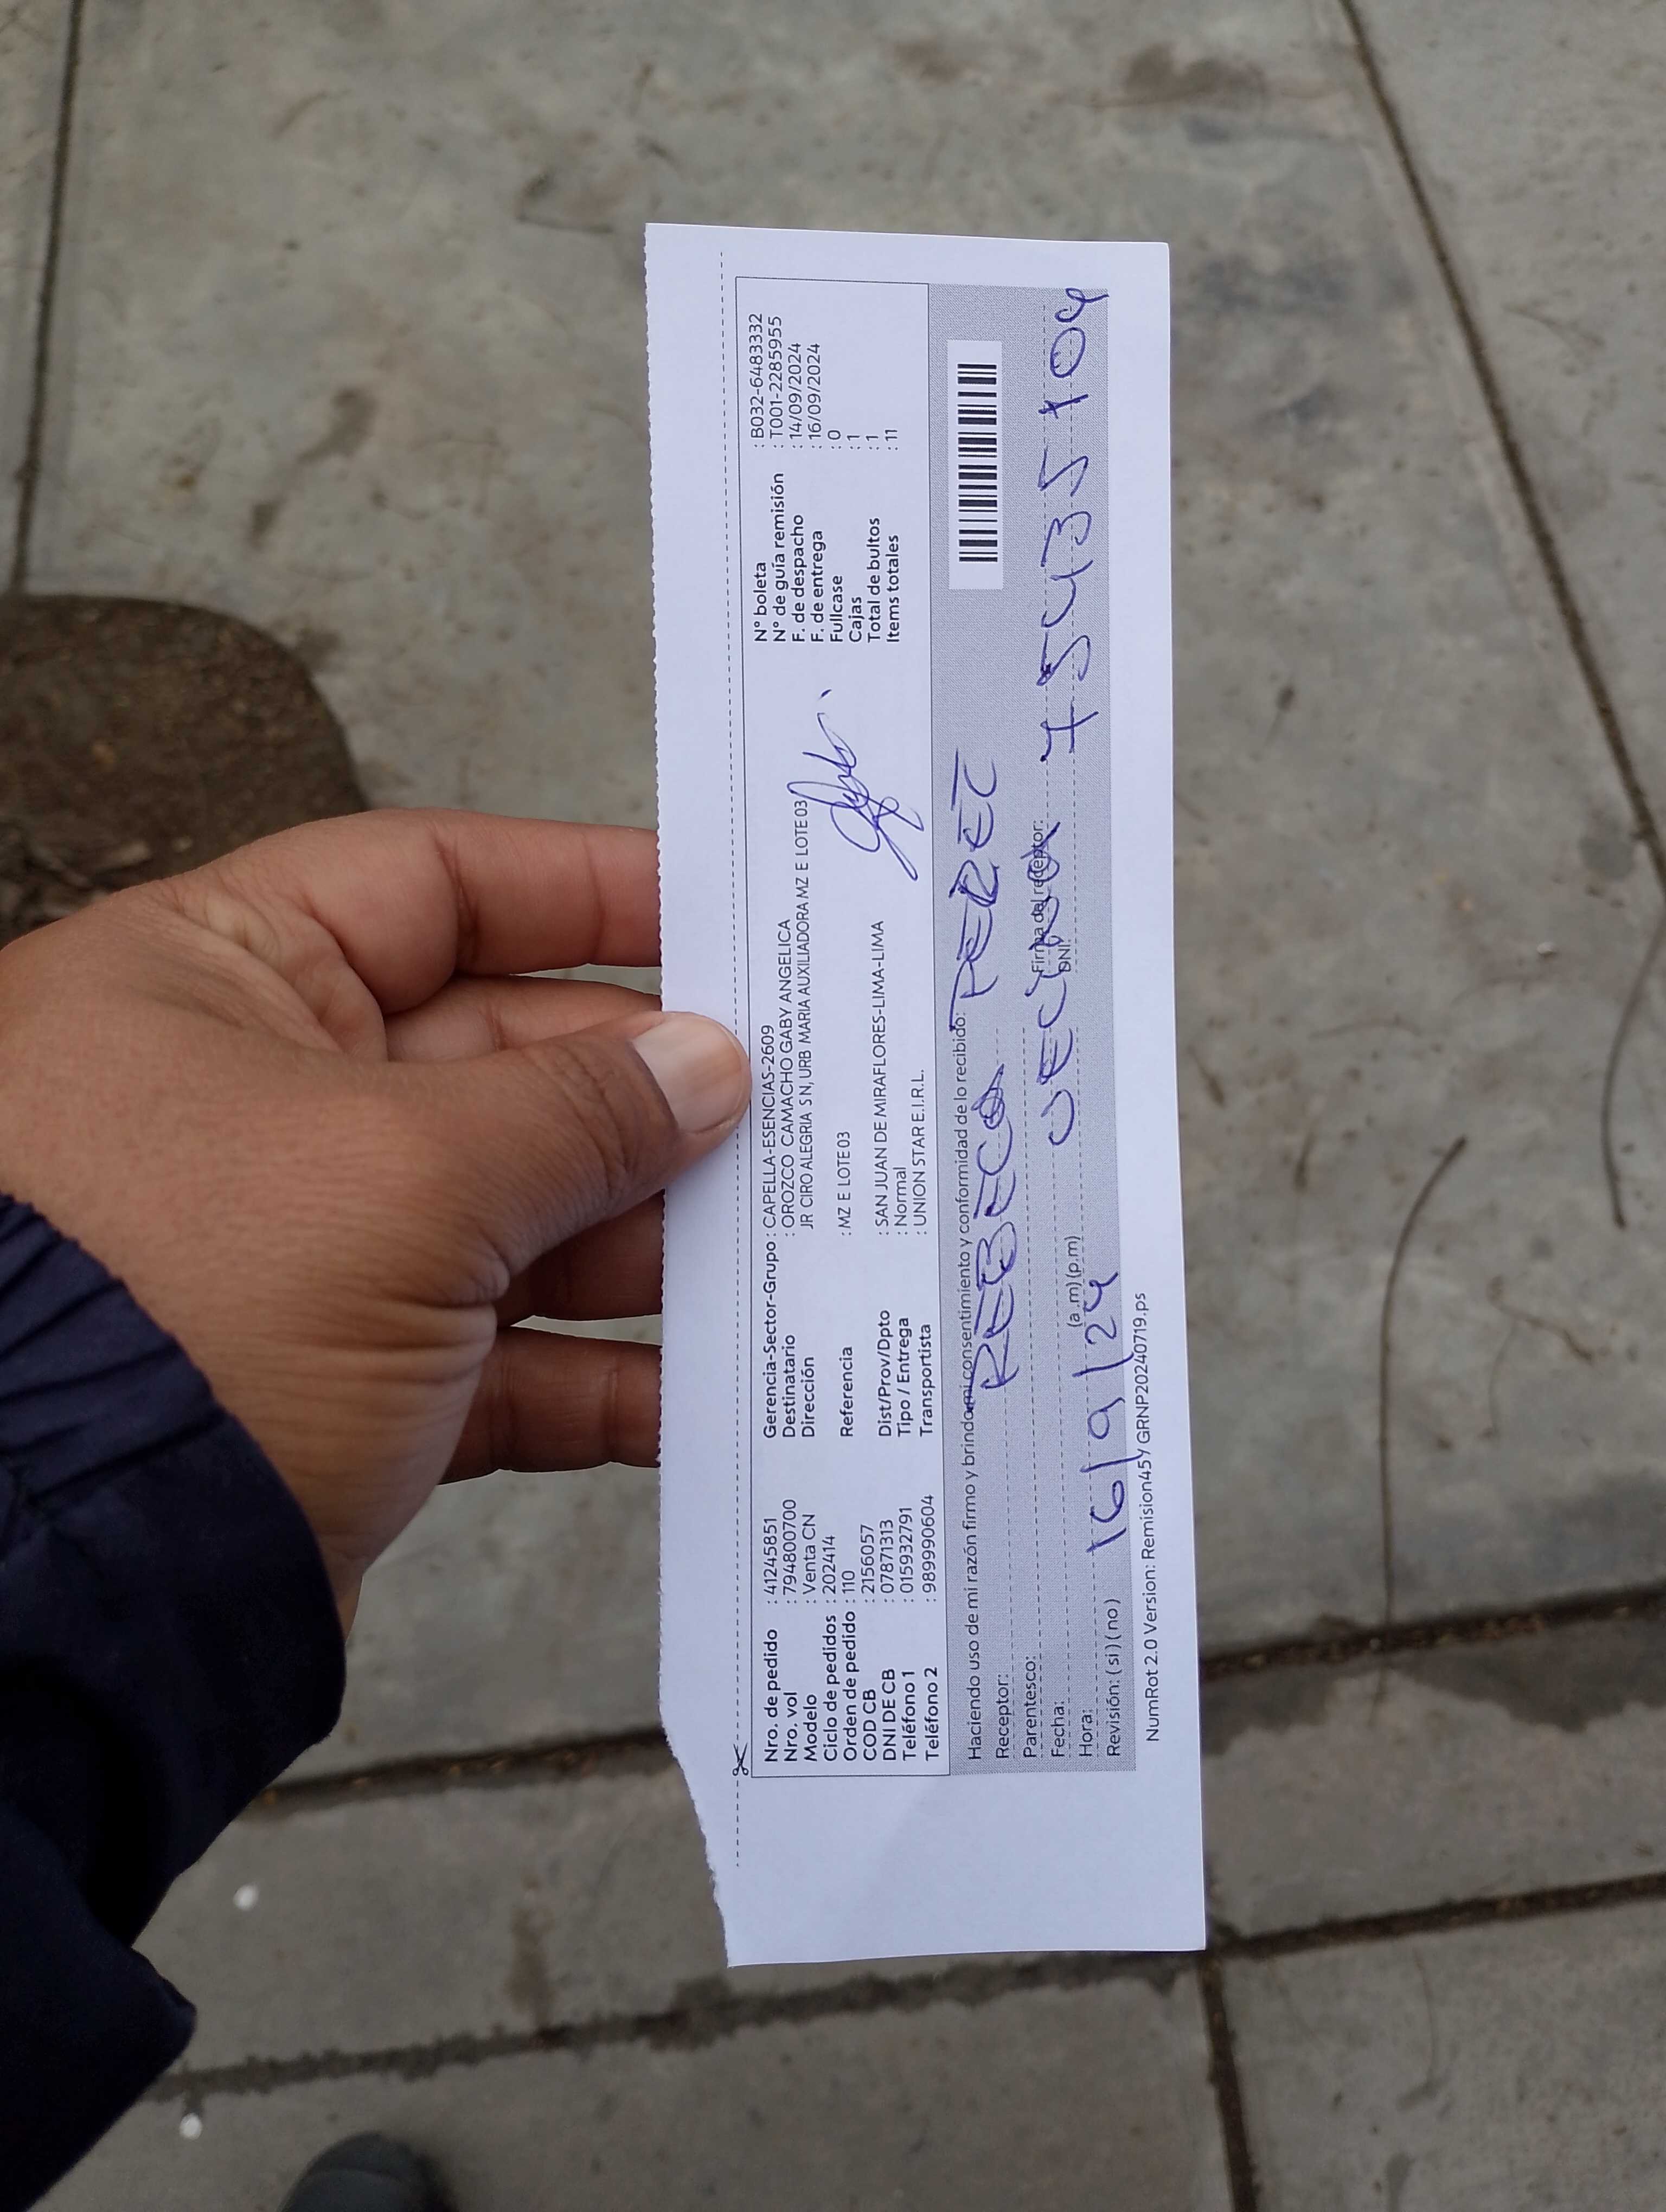 Nro. de pedido : 41245851 Gerencia-Sector-Grupo : CAPELLA-ESENCIAS-2609 N° boleta : B032-6483332
Nro. vol : 794800700 Destinatario : OROZCO CAMACHO GABY ANGELICA N° de guía remisión : T001-2285955
Modelo : Venta CN Dirección JR CIRO ALEGRIA S N, URB MARIA AUXILIADORA MZ E LOTE 03 F. de despacho : 14/09/2024
Ciclo de pedidos : 202414 F. de entrega : 16/09/2024
Orden de pedido : 110 Referencia : MZ E LOTE 03 Fullcase : 0
COD CB : 2156057 Cajas : 1
DNI DE CB : 07871313 Dist/Prov/Dpto : SAN JUAN DE MIRAFLORES-LIMA-LIMA Total de bultos : 1
Teléfono 1 : 015932791 Tipo / Entrega : Normal Items totales : 11
Teléfono 2 : 989990604 Transportista : UNION STAR E.I.R.L.
Haciendo uso de mi razón firmo y brindo mi consentimiento y conformidad de lo recibido:
Receptor: REBECA PEREZ
Parentesco: VECINA Firma del receptor:
Fecha: (a.m) (p.m) DNI: 75435104
Hora: 16/9/24
Revisión: ( si ) ( no )
NumRot 2.0 Version: Remision45Y GRNP20240719.ps